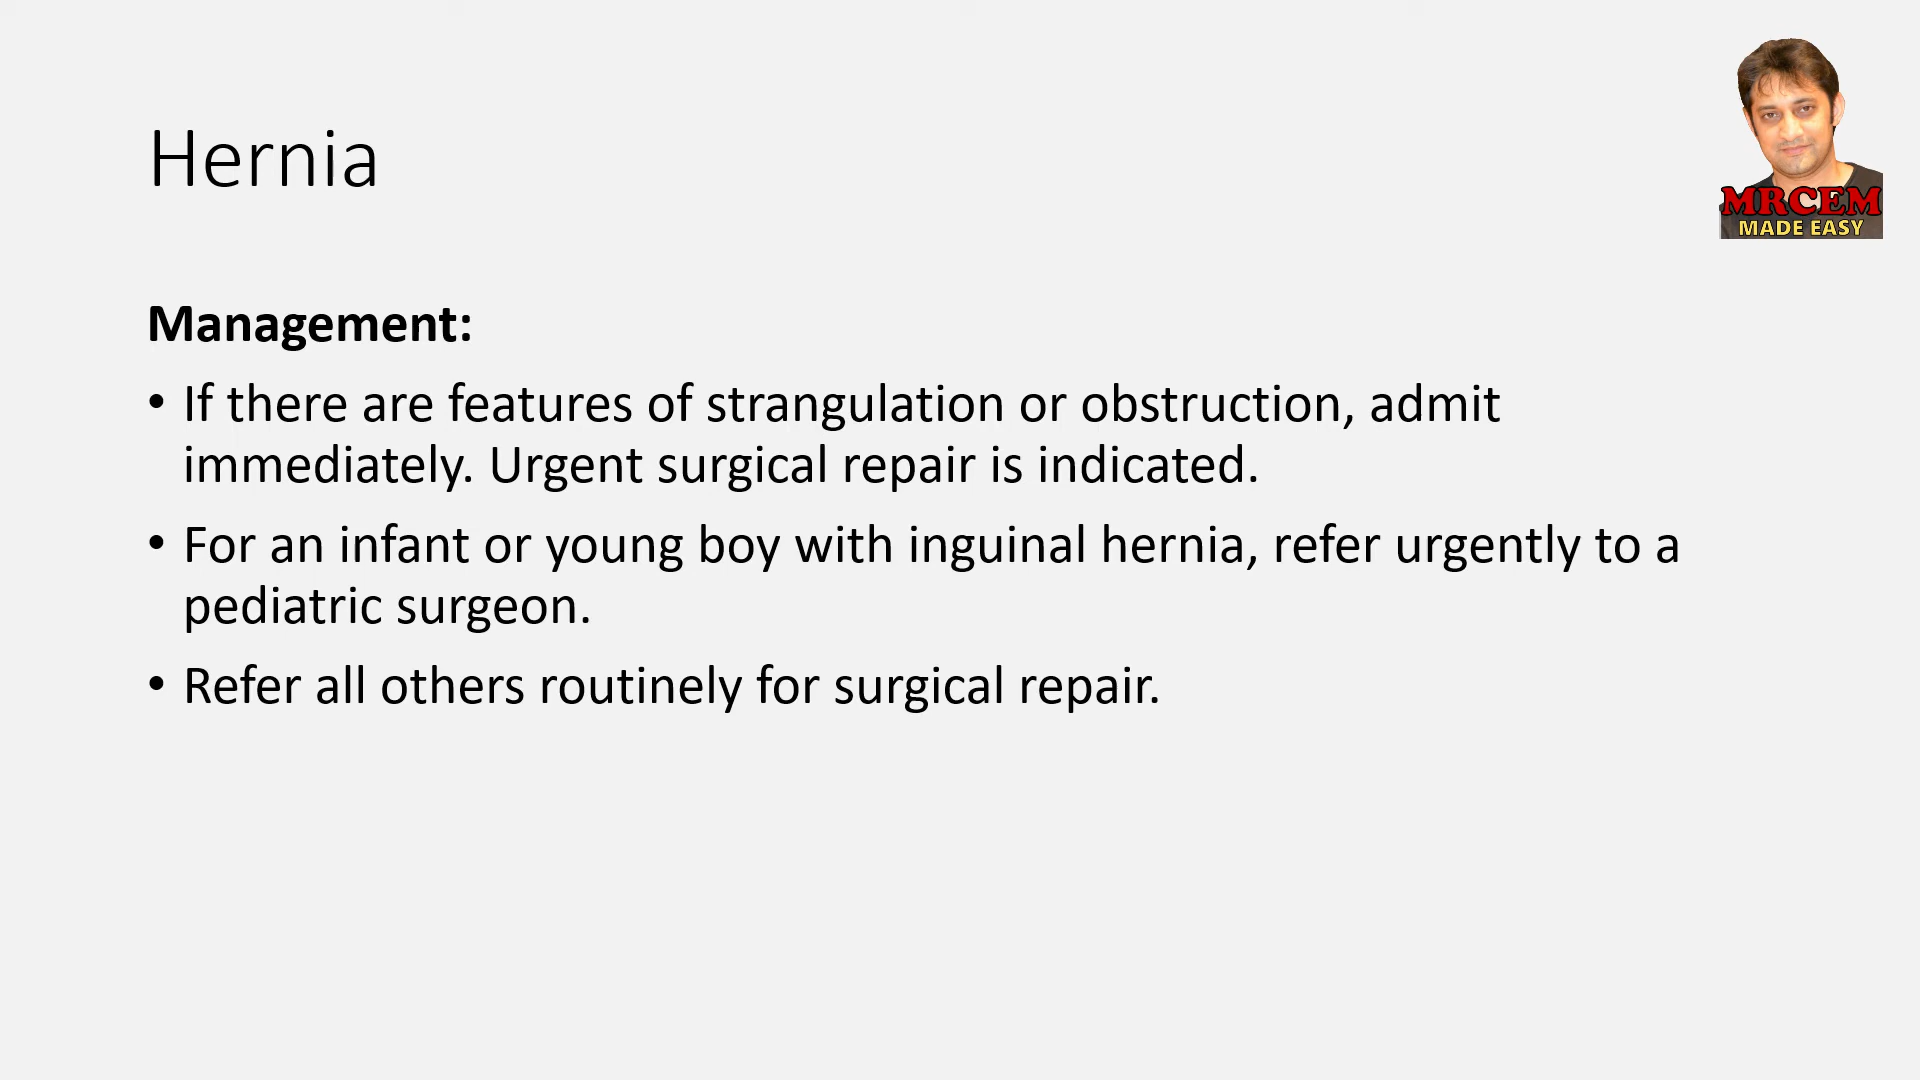 Hernia
MRCEM
MADE EASY
Management:
• If there are features of strangulation or obstruction, admit
immediately. Urgent surgical repair is indicated.
• For an infant or young boy with inguinal hernia, refer urgently to a
pediatric surgeon.
• Refer all others routinely for surgical repair.